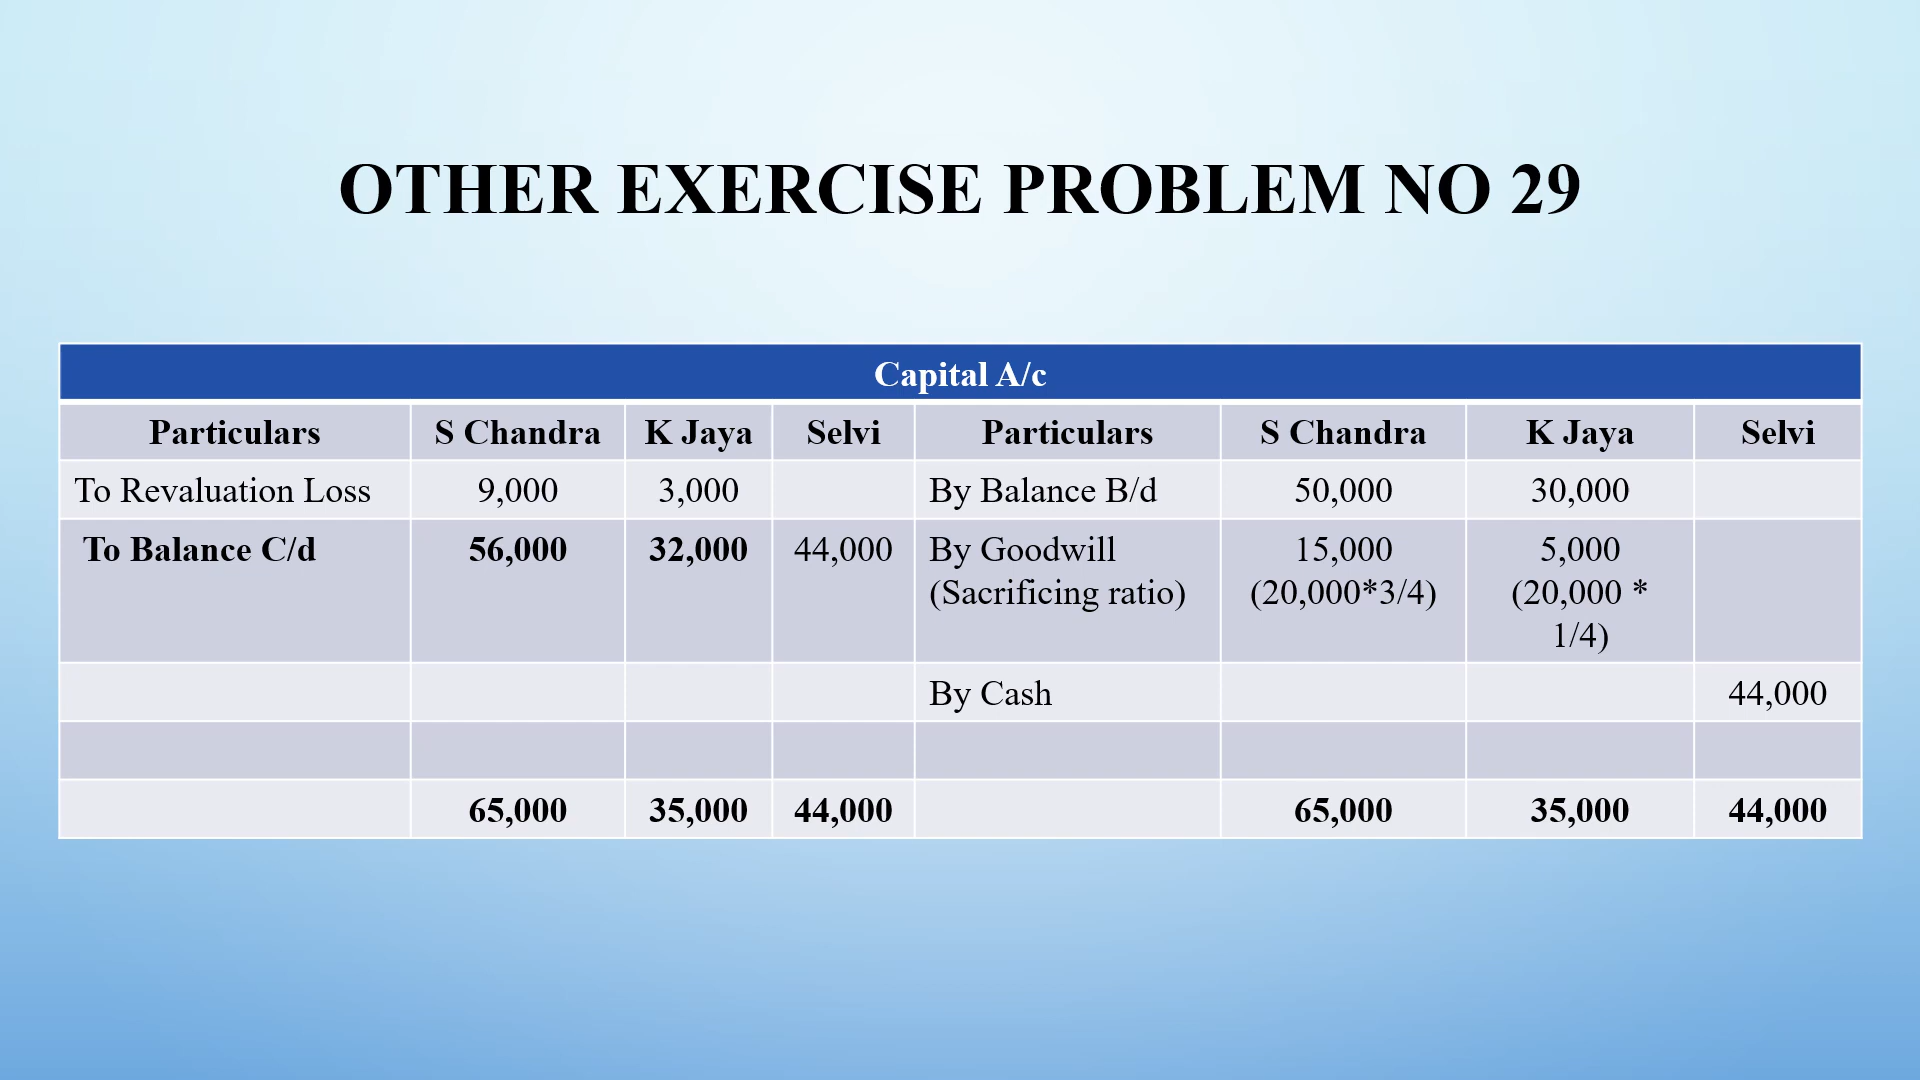 OTHER EXERCISE PROBLEM NO 29
Capital A/c
Particulars S Chandra K Jaya Selvi Particulars S Chandra K Jaya Selvi
To Revaluation Loss 9,000 3,000 By Balance B/d 50,000 30,000
To Balance C/d 56,000 32,000 44,000 By Goodwill 15,000 5,000
(Sacrificing ratio) (20,000*3/4) (20,000 *
1/4)
By Cash 44,000
65,000 35,000 44,000 65,000 35,000 44,000